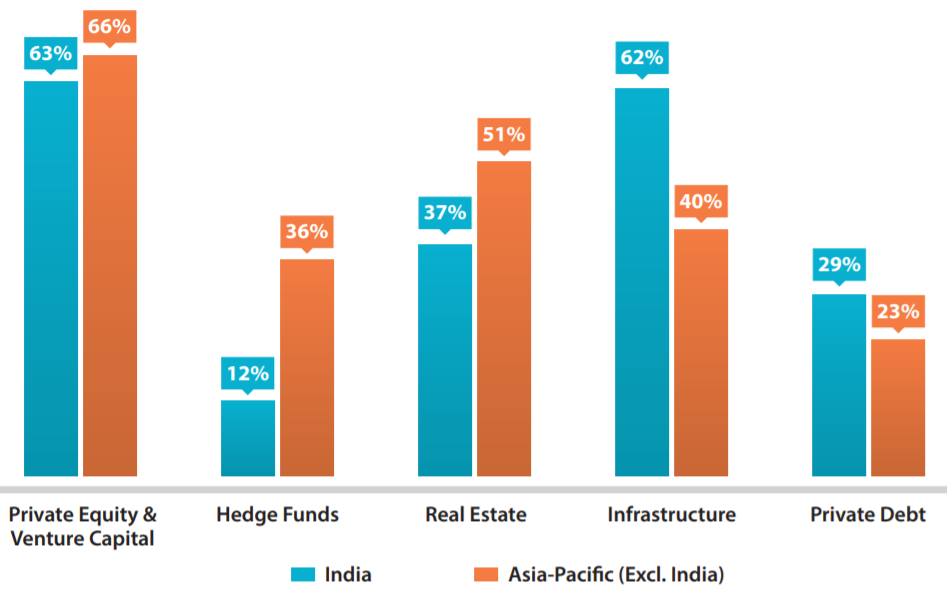 63%
66%
12%
36%
37%
51%
62%
40%
29%
23%
Private Equity &
Venture Capital
Hedge Funds
Real Estate
Infrastructure
Private Debt
India
Asia-Pacific (Excl. India)